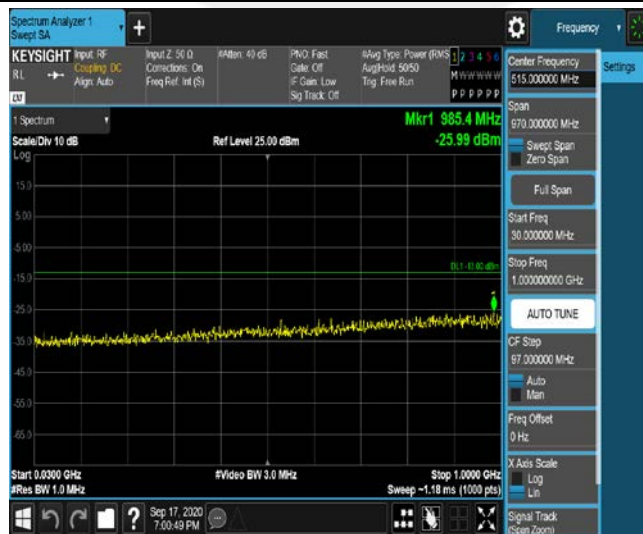 Spectrum Analyzer 1
Swept SA
+
Frequency
KEYSIGHT
RL
Input: RF
Coupling: DC
Align: Auto
Input Z: 50 Ω
Corrections: On
Freq Ref: Int (S)
#Atten: 40 dB
PNO: Fast
Gate: Off
IF Gain: Low
Sig Track: Off
#Avg Type: Power (RMS
Avg|Hold: 50/50
Trig: Free Run
1 2 3 4 5 6
M W W W W W
P P P P P P
LXI
1 Spectrum
Scale/Div 10 dB
Log
Ref Level 25.00 dBm
Mkr1 985.4 MHz
-25.99 dBm
15.0
5.00
-5.00
-15.0
-25.0
-35.0
-45.0
-55.0
-65.0
DL1 -13.00 dBm
Start 0.0300 GHz
#Res BW 1.0 MHz
#Video BW 3.0 MHz
Stop 1.0000 GHz
Sweep ~1.18 ms (1000 pts)
Sep 17, 2020
7:00:49 PM
Center Frequency
515.000000 MHz
Settings
Span
970.000000 MHz
Swept Span
Zero Span
Full Span
Start Freq
30.000000 MHz
Stop Freq
1.000000000 GHz
AUTO TUNE
CF Step
97.000000 MHz
Auto
Man
Freq Offset
0 Hz
X Axis Scale
Log
Lin
Signal Track
(Span Zoom)